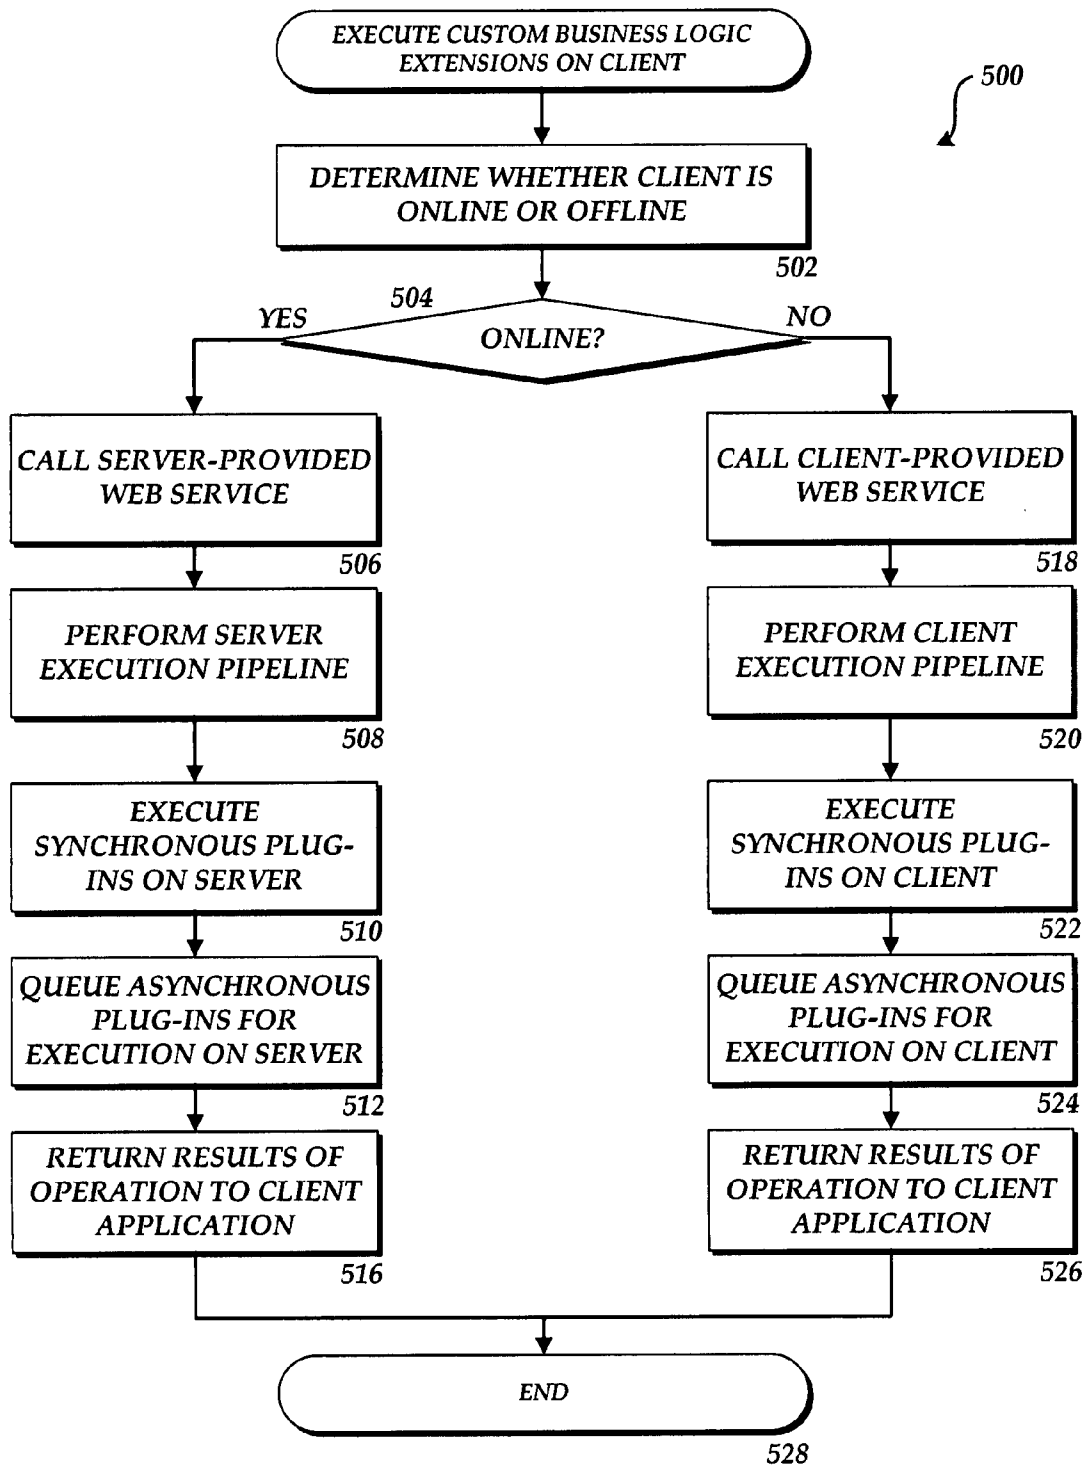 EXECUTE CUSTOM BUSINESS LOGIC
EXTENSIONS ON CLIENT
500
DETERMINE WHETHER CLIENT IS
ONLINE OR OFFLINE
502
504
YES
ONLINE?
NO
CALL SERVER-PROVIDED
WEB SERVICE
506
PERFORM SERVER
EXECUTION PIPELINE
508
EXECUTE
SYNCHRONOUS PLUG-
INS ON SERVER
510
QUEUE ASYNCHRONOUS
PLUG-INS FOR
EXECUTION ON SERVER
512
RETURN RESULTS OF
OPERATION TO CLIENT
APPLICATION
516
CALL CLIENT-PROVIDED
WEB SERVICE
518
PERFORM CLIENT
EXECUTION PIPELINE
520
EXECUTE
SYNCHRONOUS PLUG-
INS ON CLIENT
522
QUEUE ASYNCHRONOUS
PLUG-INS FOR
EXECUTION ON CLIENT
524
RETURN RESULTS OF
OPERATION TO CLIENT
APPLICATION
526
END
528